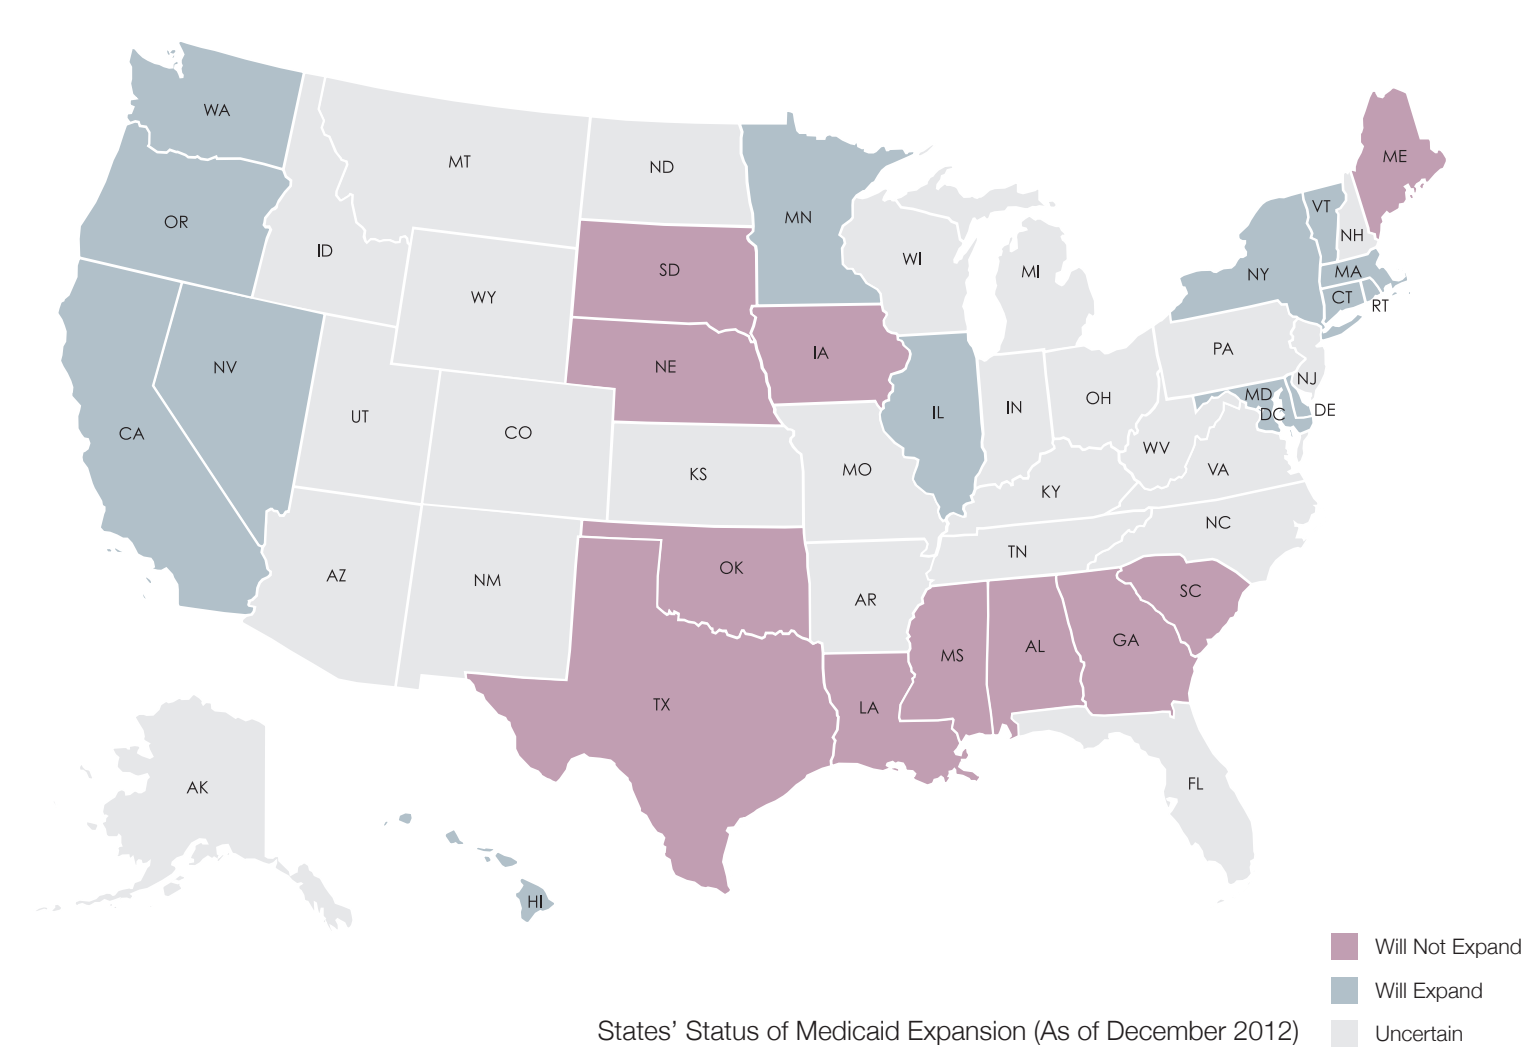 WA
MT
ND
ME
OR
MN
VT
NH
ID
WI
SD
MI
NY
MA
WY
CT
RT
NV
NE
IA
PA
NJ
UT
CO
CA
IL
IN
OH
MD
DC
DE
KS
MO
WV
VA
KY
NC
AZ
NM
OK
TN
AR
SC
MS
AL
GA
TX
LA
AK
FL
HI
Will Not Expand
Will Expand
States’ Status of Medicaid Expansion (As of December 2012)
Uncertain